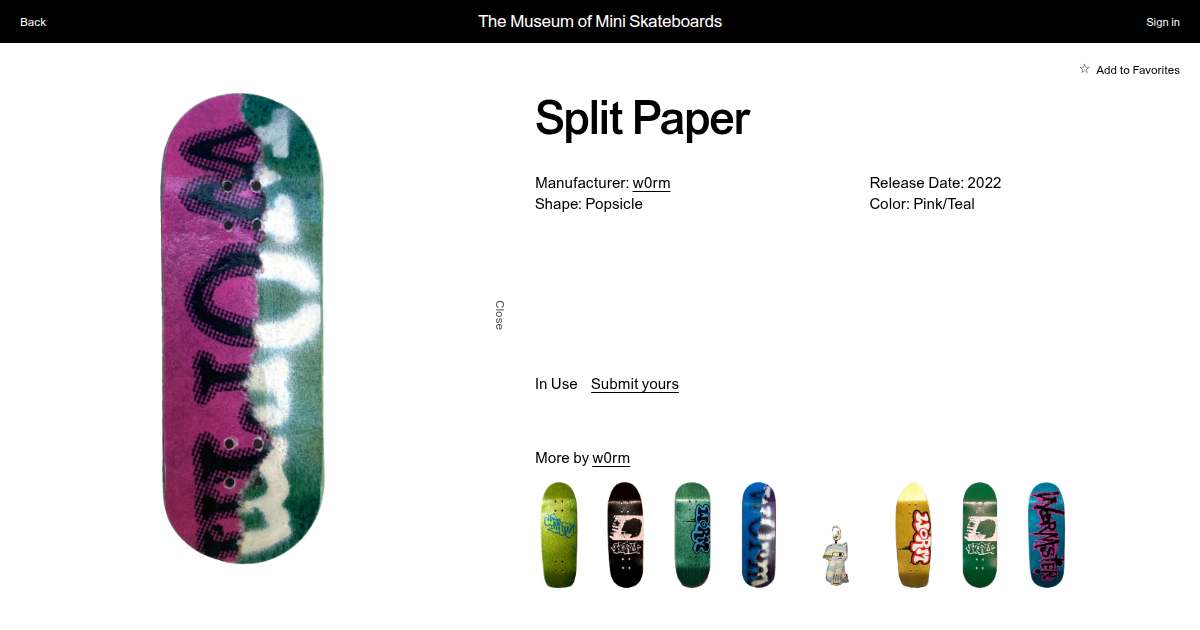 Back
The Museum of Mini Skateboards
Sign in
☆ Add to Favorites
Split Paper
Manufacturer: w0rm
Release Date: 2022
Shape: Popsicle
Color: Pink/Teal
Close
In Use Submit yours
More by w0rm